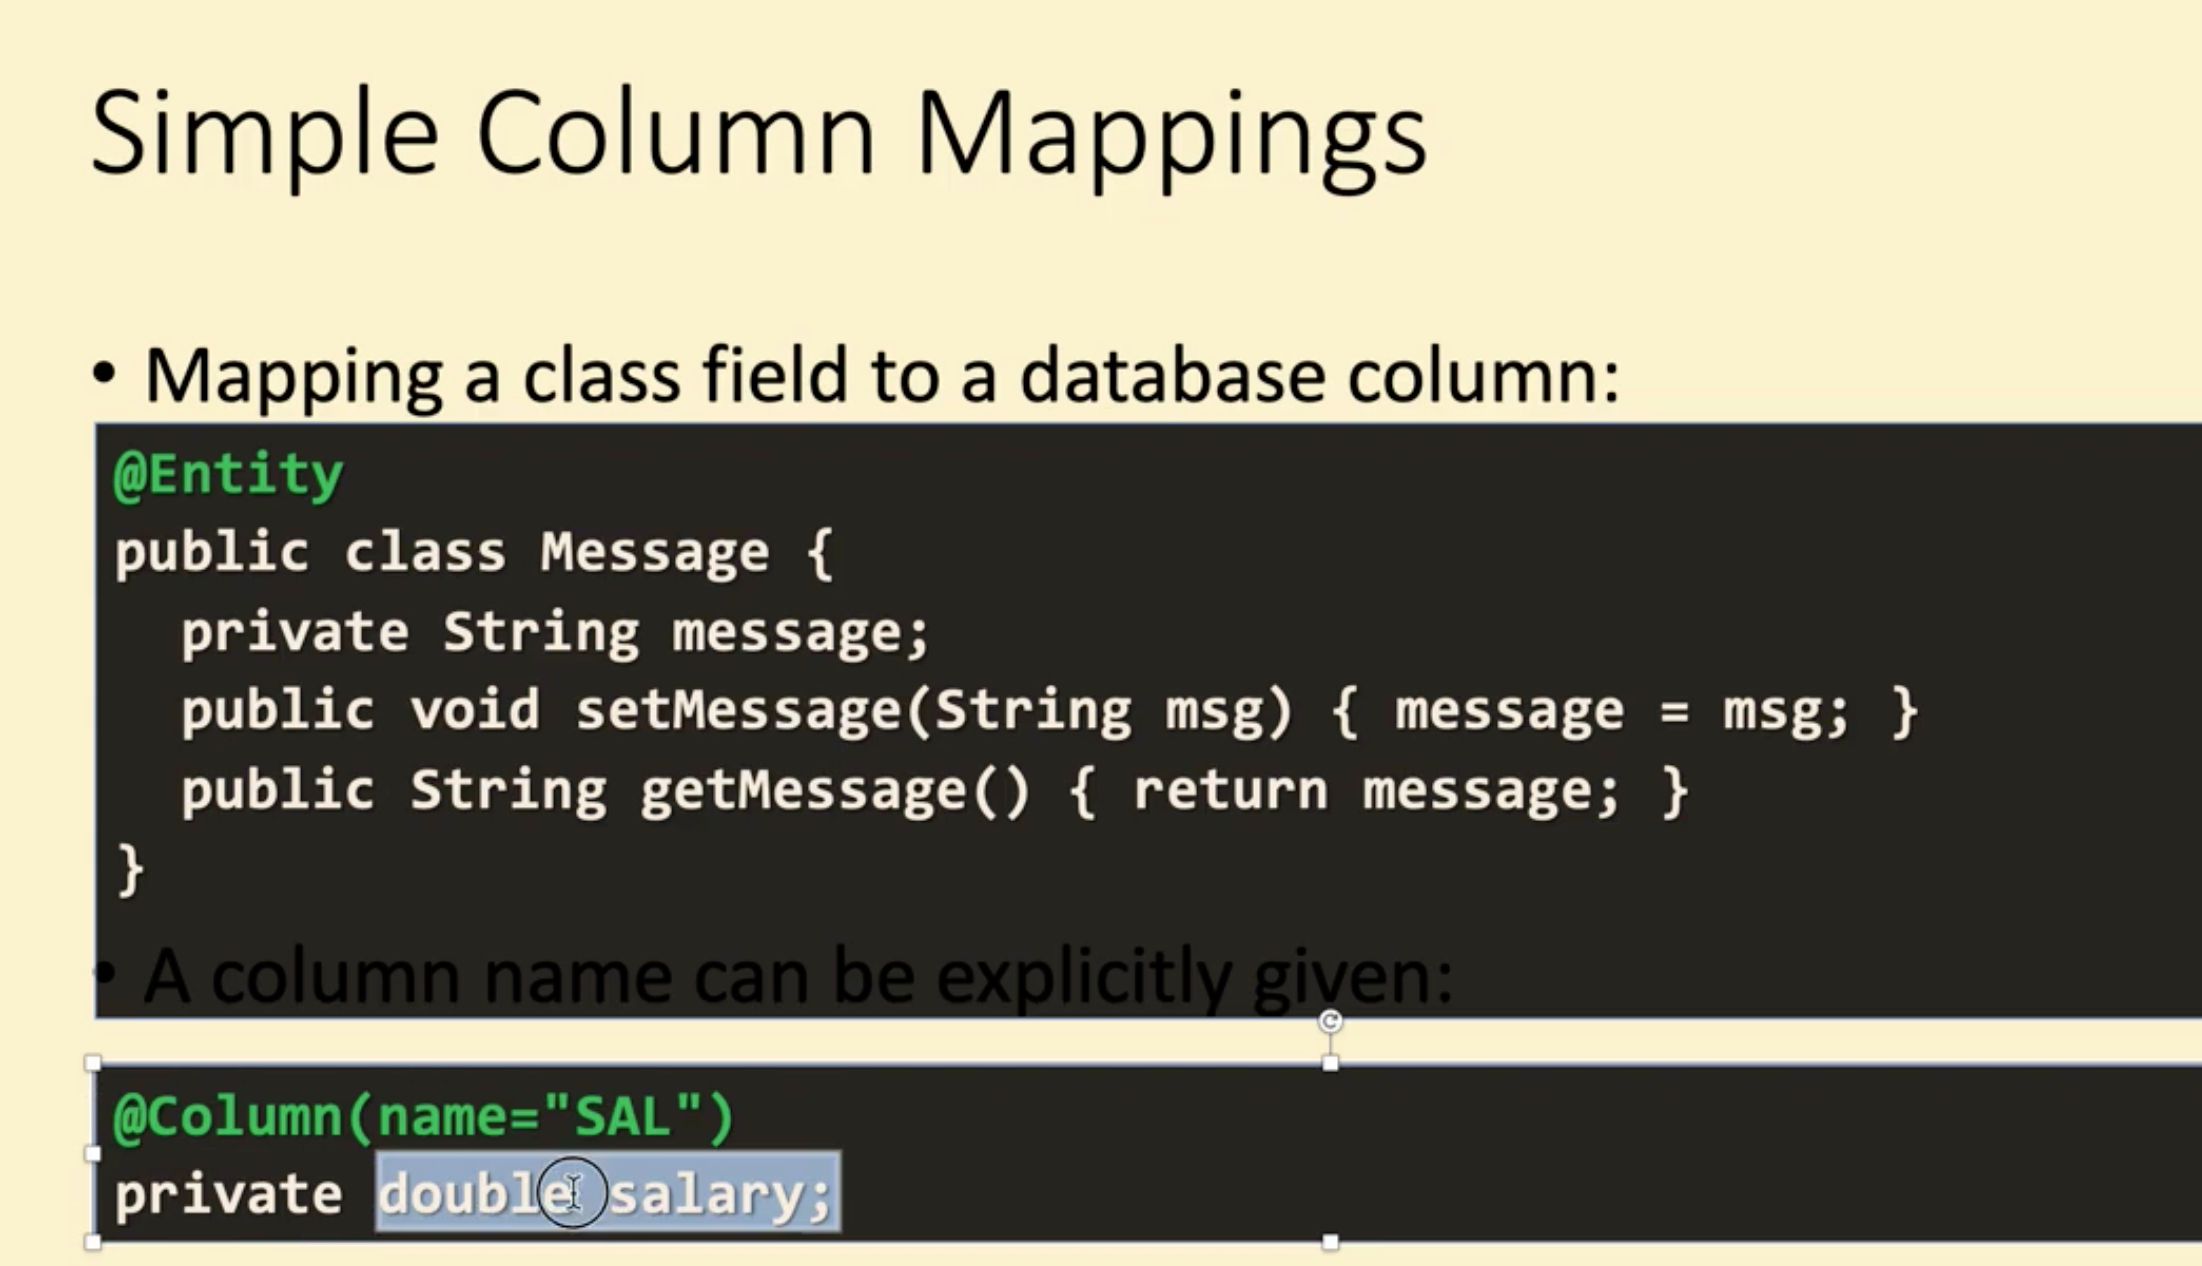 Simple Column Mappings
• Mapping a class field to a database column:
@Entity
public class Message {
  private String message;
  public void setMessage(String msg) { message = msg; }
  public String getMessage() { return message; }
}
• A column name can be explicitly given:
@Column(name="SAL")
private double salary;